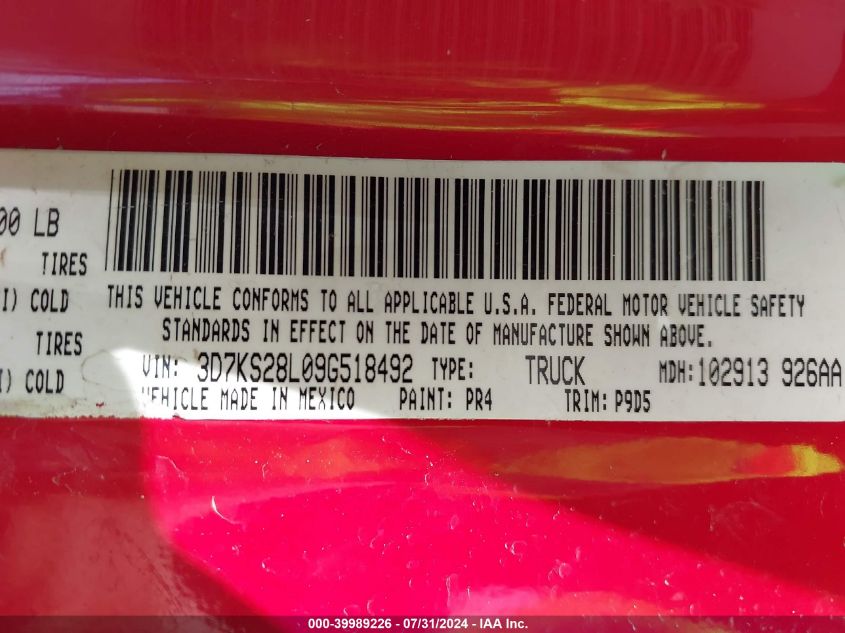 00 LB
TIRES
I) COLD
TIRES
I) COLD
THIS VEHICLE CONFORMS TO ALL APPLICABLE U.S.A. FEDERAL MOTOR VEHICLE SAFETY
STANDARDS IN EFFECT ON THE DATE OF MANUFACTURE SHOWN ABOVE.
VIN: 3D7KS28L09G518492 TYPE: TRUCK MDH:102913 926AA
VEHICLE MADE IN MEXICO PAINT: PR4 TRIM: P9D5
000-39989226 - 07/31/2024 - IAA Inc.